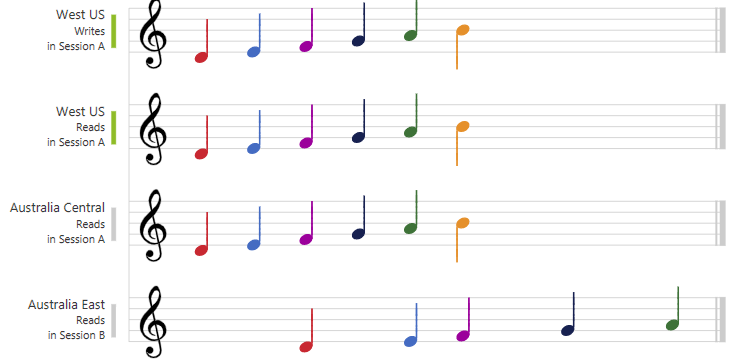 West US
Writes
in Session A
West US
Reads
in Session A
Australia Central
Reads
in Session A
Australia East
Reads
in Session B